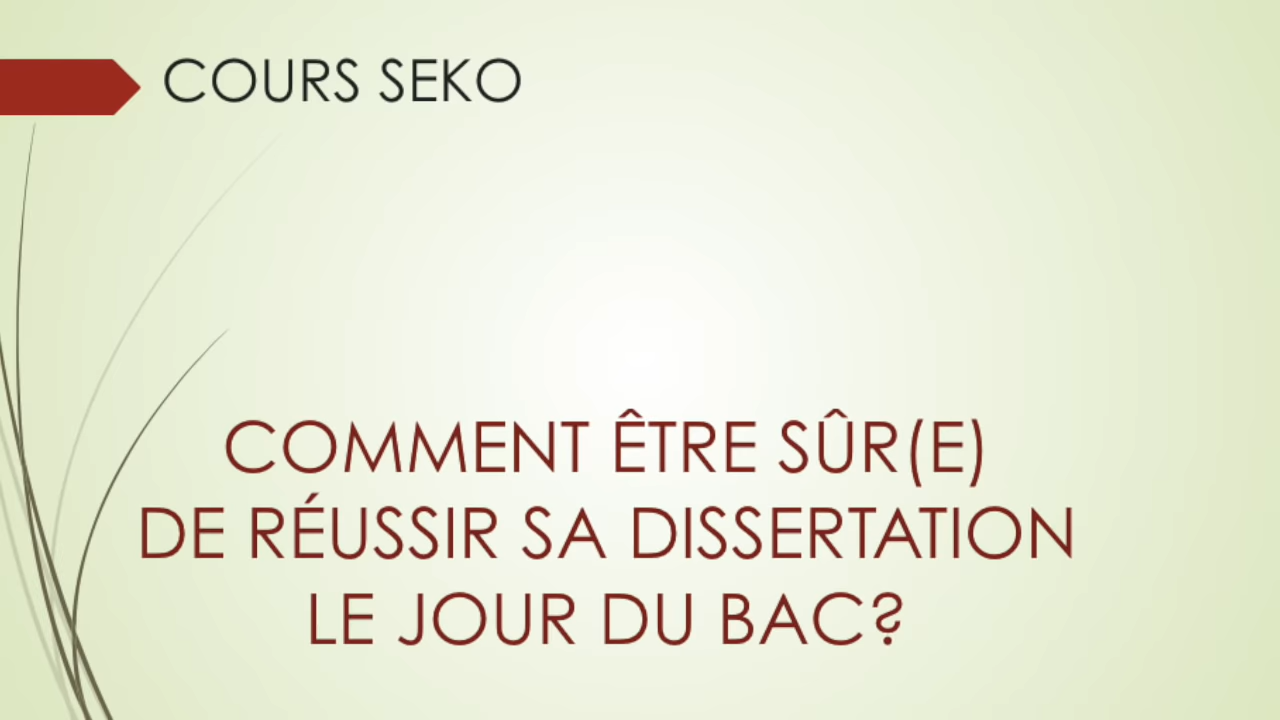 COURS SEKO
COMMENT ÊTRE SÛR(E)
DE RÉUSSIR SA DISSERTATION
LE JOUR DU BAC?